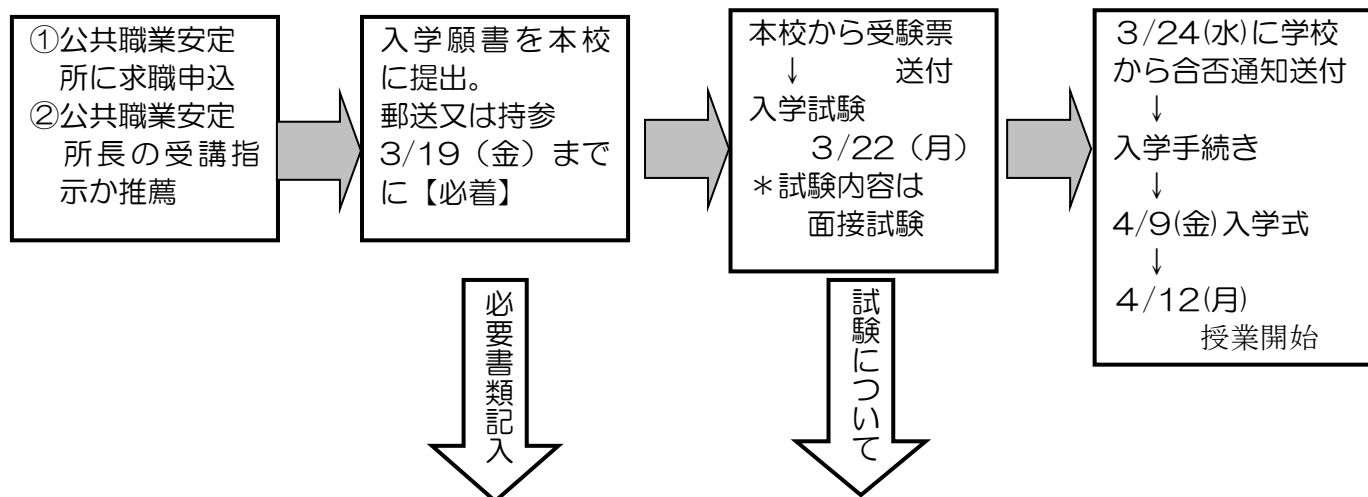 ①公共職業安定
所に求職申込
②公共職業安定
所長の受講指
示か推薦
入学願書を本校
に提出。
郵送又は持参
3/19（金）まで
に【必着】
本校から受験票
↓　　送付
入学試験
3/22（月）
＊試験内容は
面接試験
3/24(水)に学校
から合否通知送付
↓
入学手続き
↓
4/9(金)入学式
↓
4/12(月)
授業開始
必要書類記入
試験について